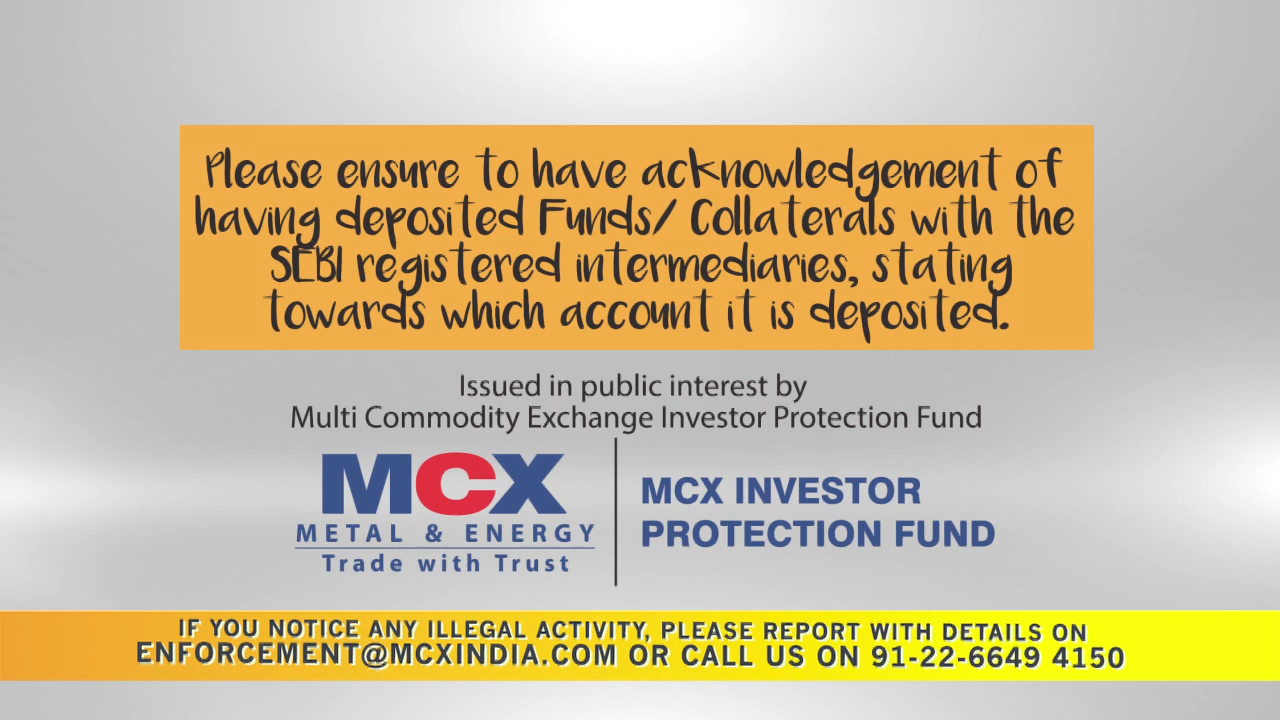 Please ensure to have acknowledgement of
having deposited Funds/ Collaterals with the
SEBI registered intermediaries, stating
towards which account it is deposited.
Issued in public interest by
Multi Commodity Exchange Investor Protection Fund
MCX
METAL & ENERGY
Trade with Trust
MCX INVESTOR
PROTECTION FUND
IF YOU NOTICE ANY ILLEGAL ACTIVITY, PLEASE REPORT WITH DETAILS ON
ENFORCEMENT@MCXINDIA.COM OR CALL US ON 91-22-6649 4150